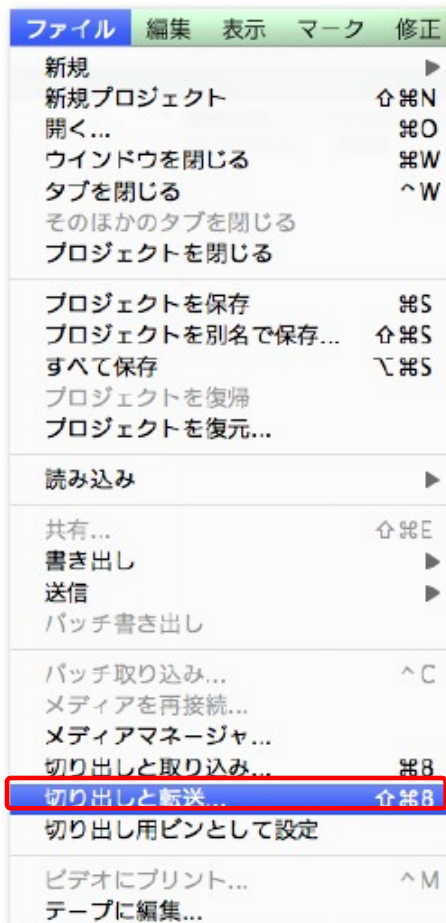 ファイル 編集 表示 マーク 修正
新規 ▶
新規プロジェクト ⇧⌘N
開く... ⌘O
ウインドウを閉じる ⌘W
タブを閉じる ^W
そのほかのタブを閉じる
プロジェクトを閉じる
プロジェクトを保存 ⌘S
プロジェクトを別名で保存... ⇧⌘S
すべて保存 ⌥⌘S
プロジェクトを復帰
プロジェクトを復元...
読み込み ▶
共有... ⇧⌘E
書き出し ▶
送信 ▶
バッチ書き出し
バッチ取り込み... ^C
メディアを再接続...
メディアマネージャ...
切り出しと取り込み... ⌘8
切り出しと転送... ⇧⌘8
切り出し用ビンとして設定
ビデオにプリント... ^M
テープに編集...